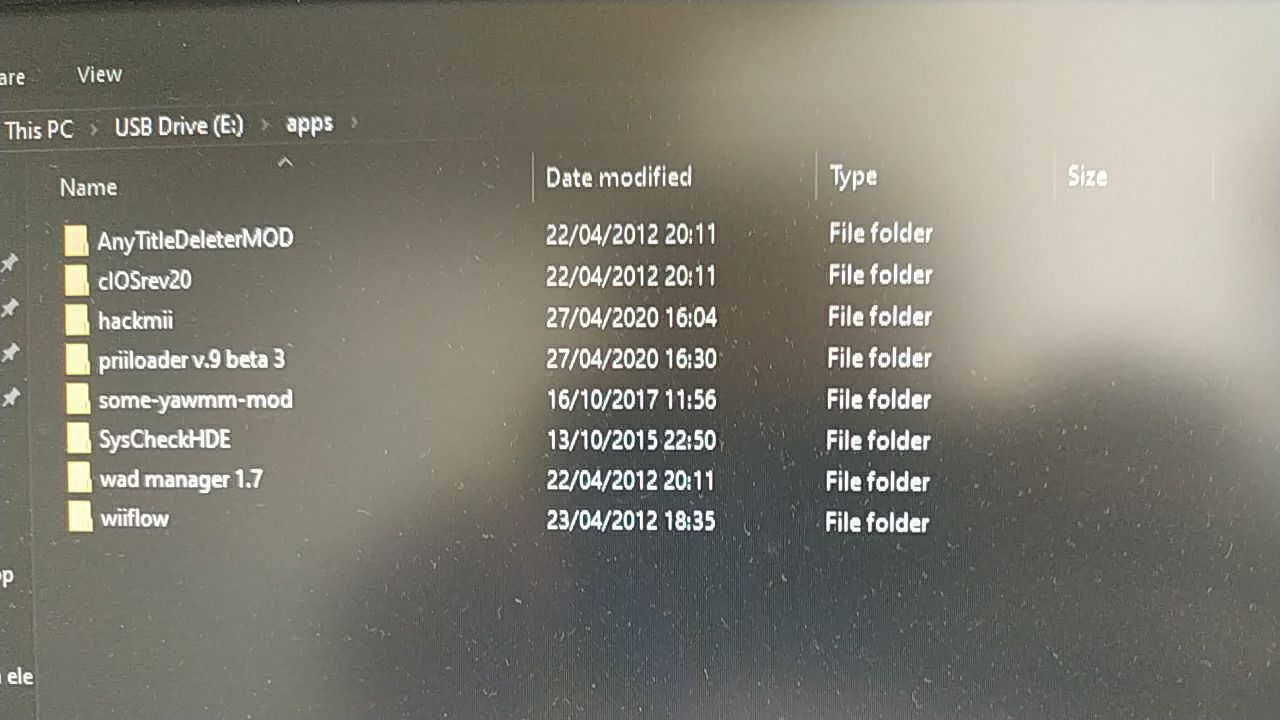 are View
This PC > USB Drive (E:) > apps >
Name Date modified Type Size
AnyTitleDeleterMOD 22/04/2012 20:11 File folder
cIOSrev20 22/04/2012 20:11 File folder
hackmii 27/04/2020 16:04 File folder
priiloader v.9 beta 3 27/04/2020 16:30 File folder
some-yawmm-mod 16/10/2017 11:56 File folder
SysCheckHDE 13/10/2015 22:50 File folder
wad manager 1.7 22/04/2012 20:11 File folder
wiiflow 23/04/2012 18:35 File folder
op
ele